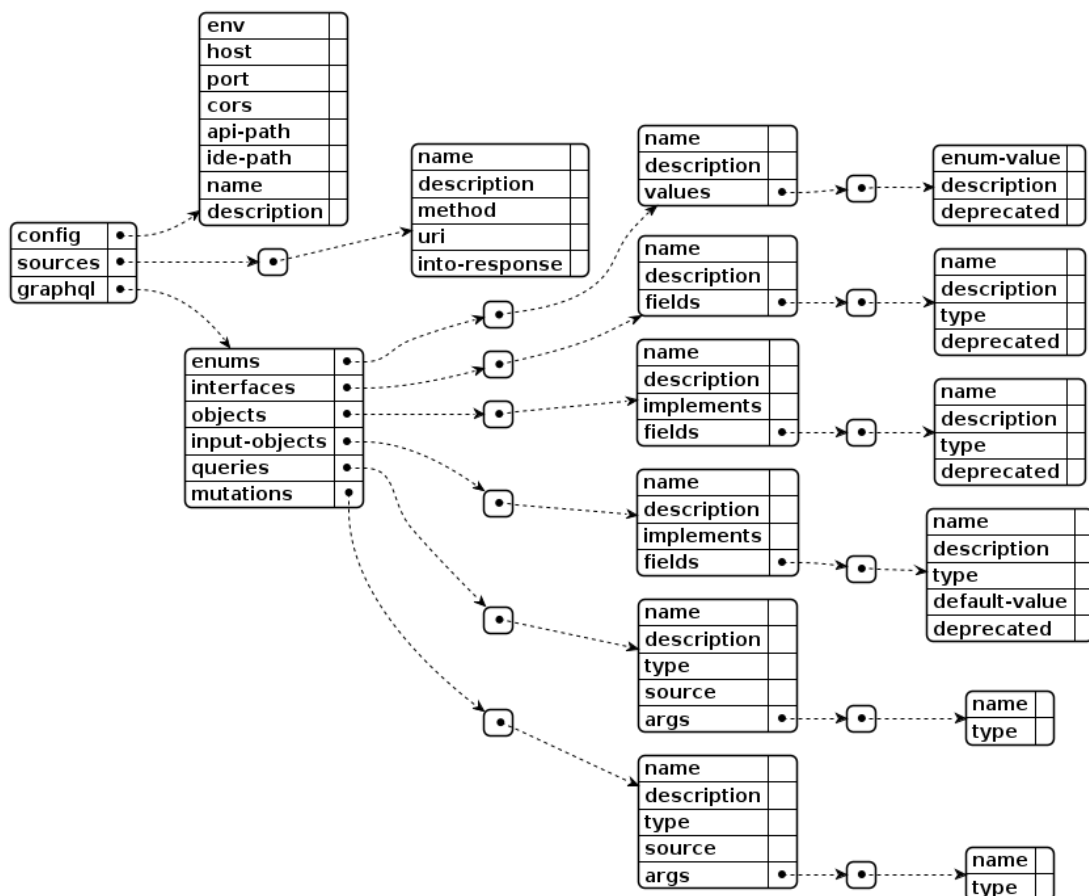 env
host
port
cors
api-path
ide-path
name
description
config
sources
graphql
name
description
method
uri
into-response
enums
interfaces
objects
input-objects
queries
mutations
name
description
values
enum-value
description
deprecated
name
description
fields
name
description
type
deprecated
name
description
implements
fields
name
description
type
deprecated
name
description
implements
fields
name
description
type
default-value
deprecated
name
description
type
source
args
name
type
name
description
type
source
args
name
type